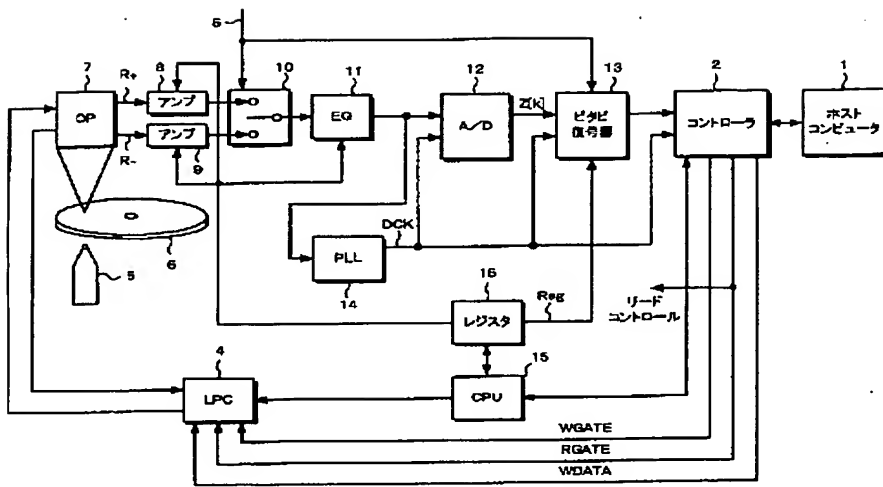 S
7
R+
8
10
11
12
13
2
1
OP
アンプ
EQ
A/D
Z[k]
ビタビ
復号器
コントローラ
ホスト
コンピュータ
R-
アンプ
9
DCK
6
PLL
5
14
16
Reg
リード
コントロール
レジスタ
4
15
LPC
CPU
WGATE
RGATE
WDATA